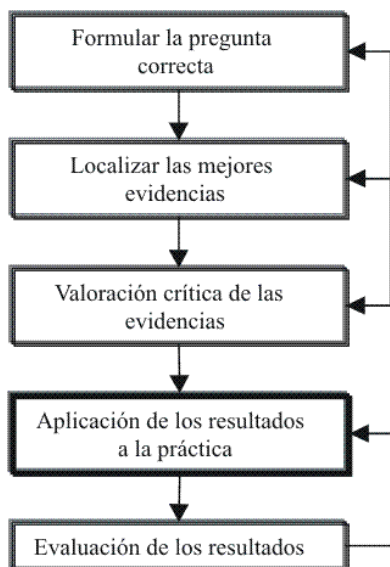 Formular la pregunta
correcta
Localizar las mejores
evidencias
Valoración crítica de las
evidencias
Aplicación de los resultados
a la práctica
Evaluación de los resultados